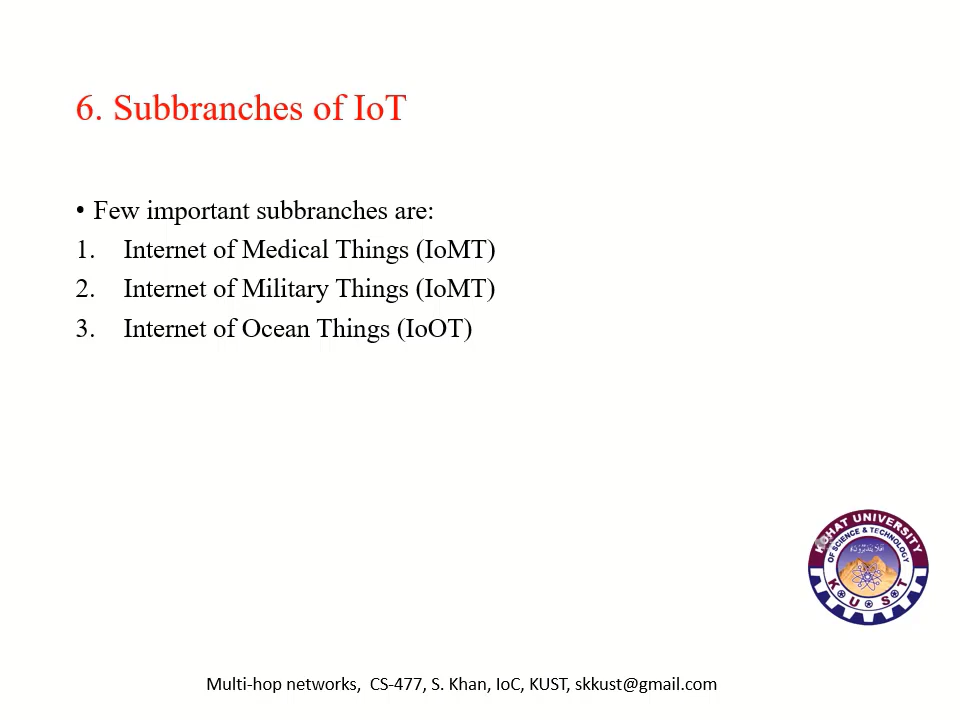 6. Subbranches of IoT
• Few important subbranches are:
1. Internet of Medical Things (IoMT)
2. Internet of Military Things (IoMT)
3. Internet of Ocean Things (IoOT)
KOHAT UNIVERSITY
OF SCIENCE & TECHNOLOGY
K U S T
Multi-hop networks, CS-477, S. Khan, IoC, KUST, skkust@gmail.com